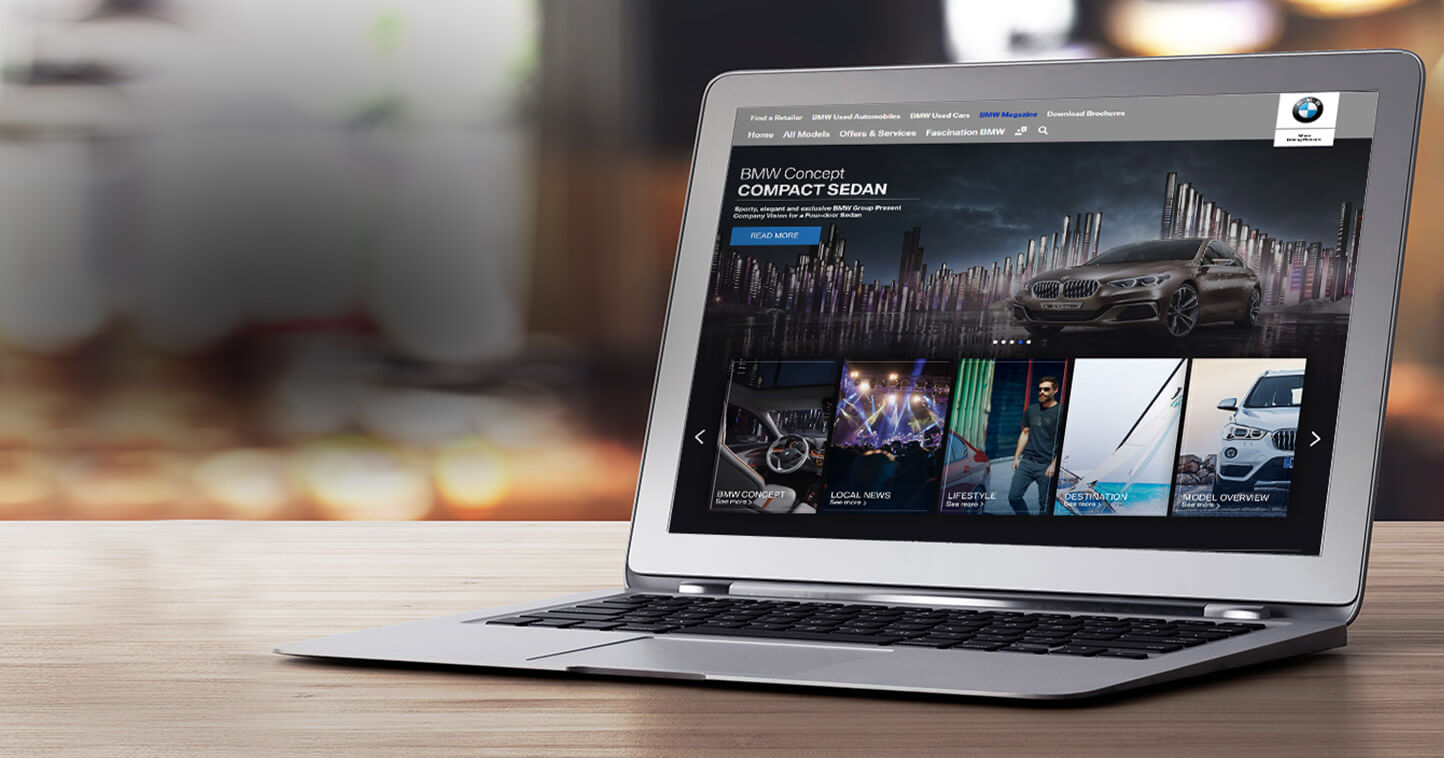 Find a Retailer BMW Used Automobiles BMW Used Cars BMW Magazine Download Brochures
Home All Models Offers & Services Fascination BMW
BMW Concept
COMPACT SEDAN
Sporty, elegant and exclusive BMW Group Present
Company Vision for a Four-door Sedan
READ MORE
BMW CONCEPT
See more >
LOCAL NEWS
See more >
LIFESTYLE
See more >
DESTINATION
See more >
MODEL OVERVIEW
See more >